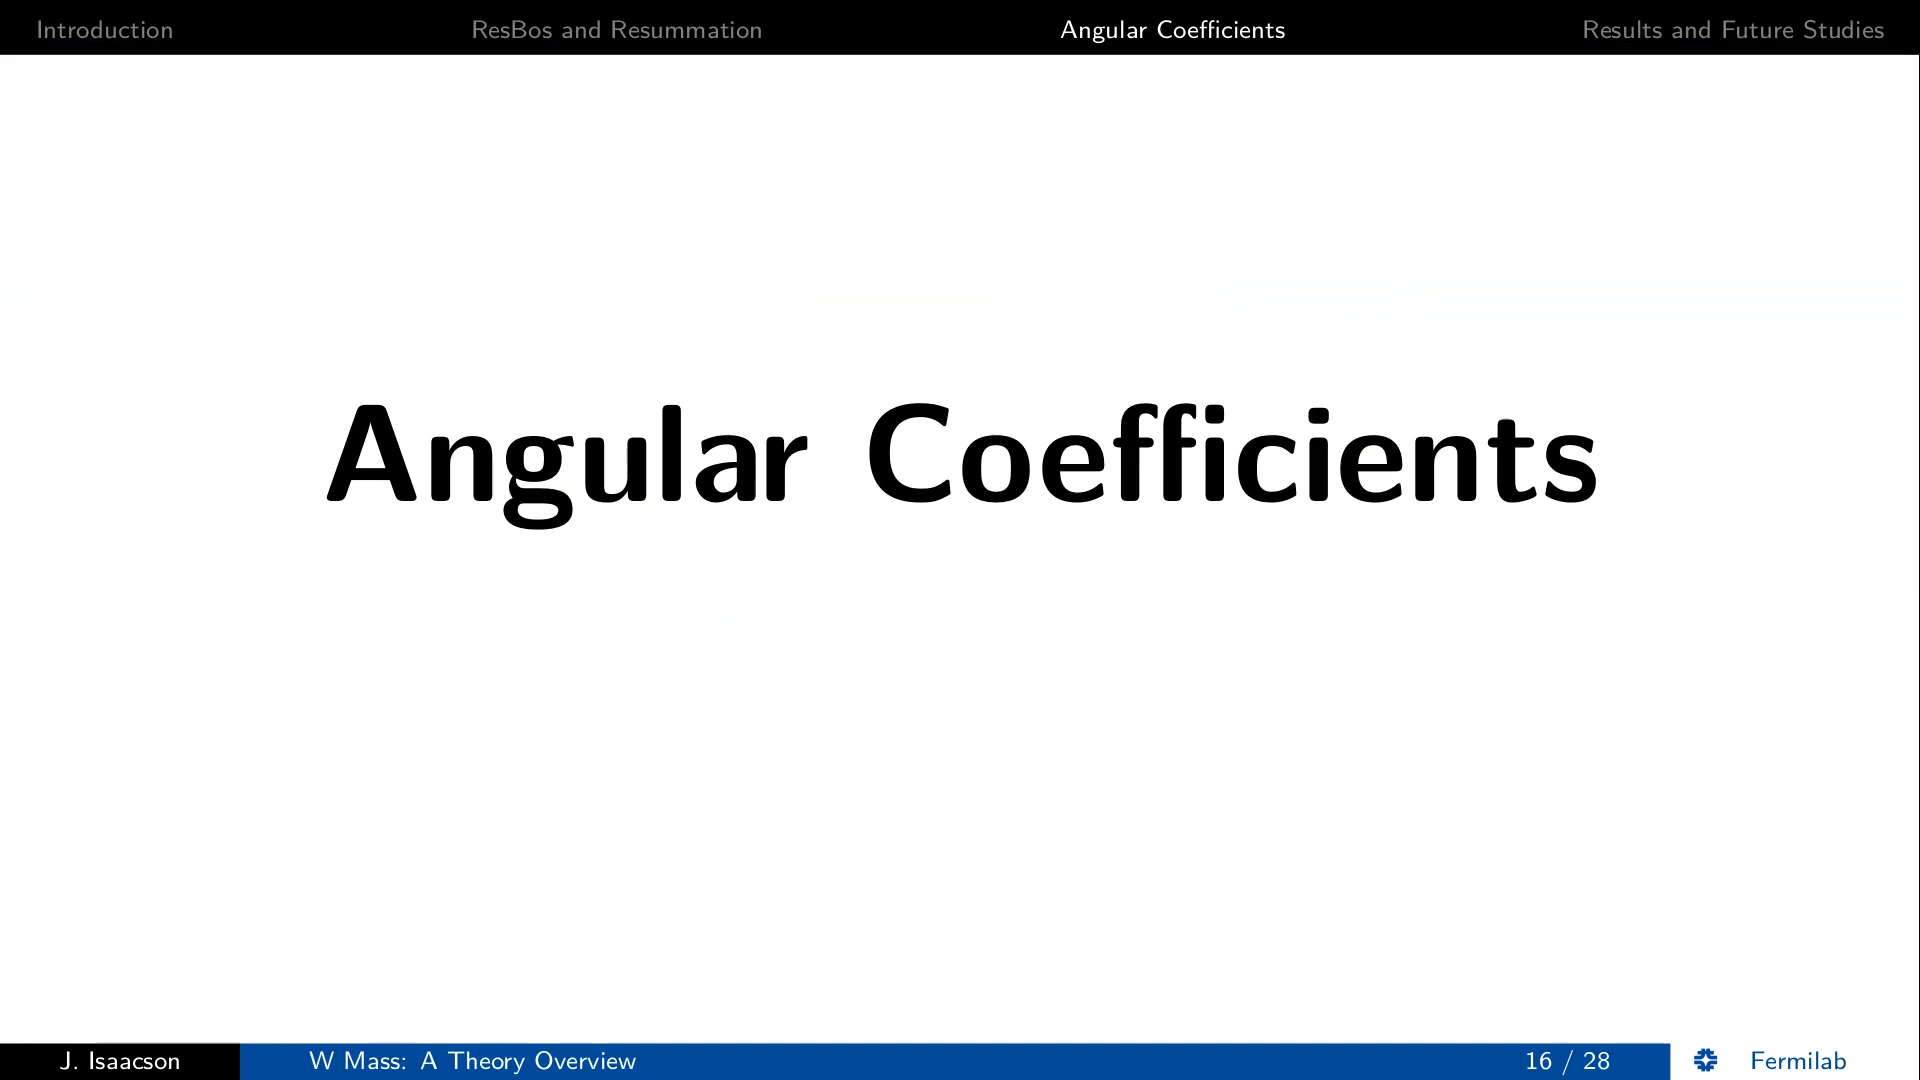 Introduction ResBos and Resummation Angular Coefficients Results and Future Studies
Angular Coefficients
J. Isaacson W Mass: A Theory Overview 16 / 28 Fermilab